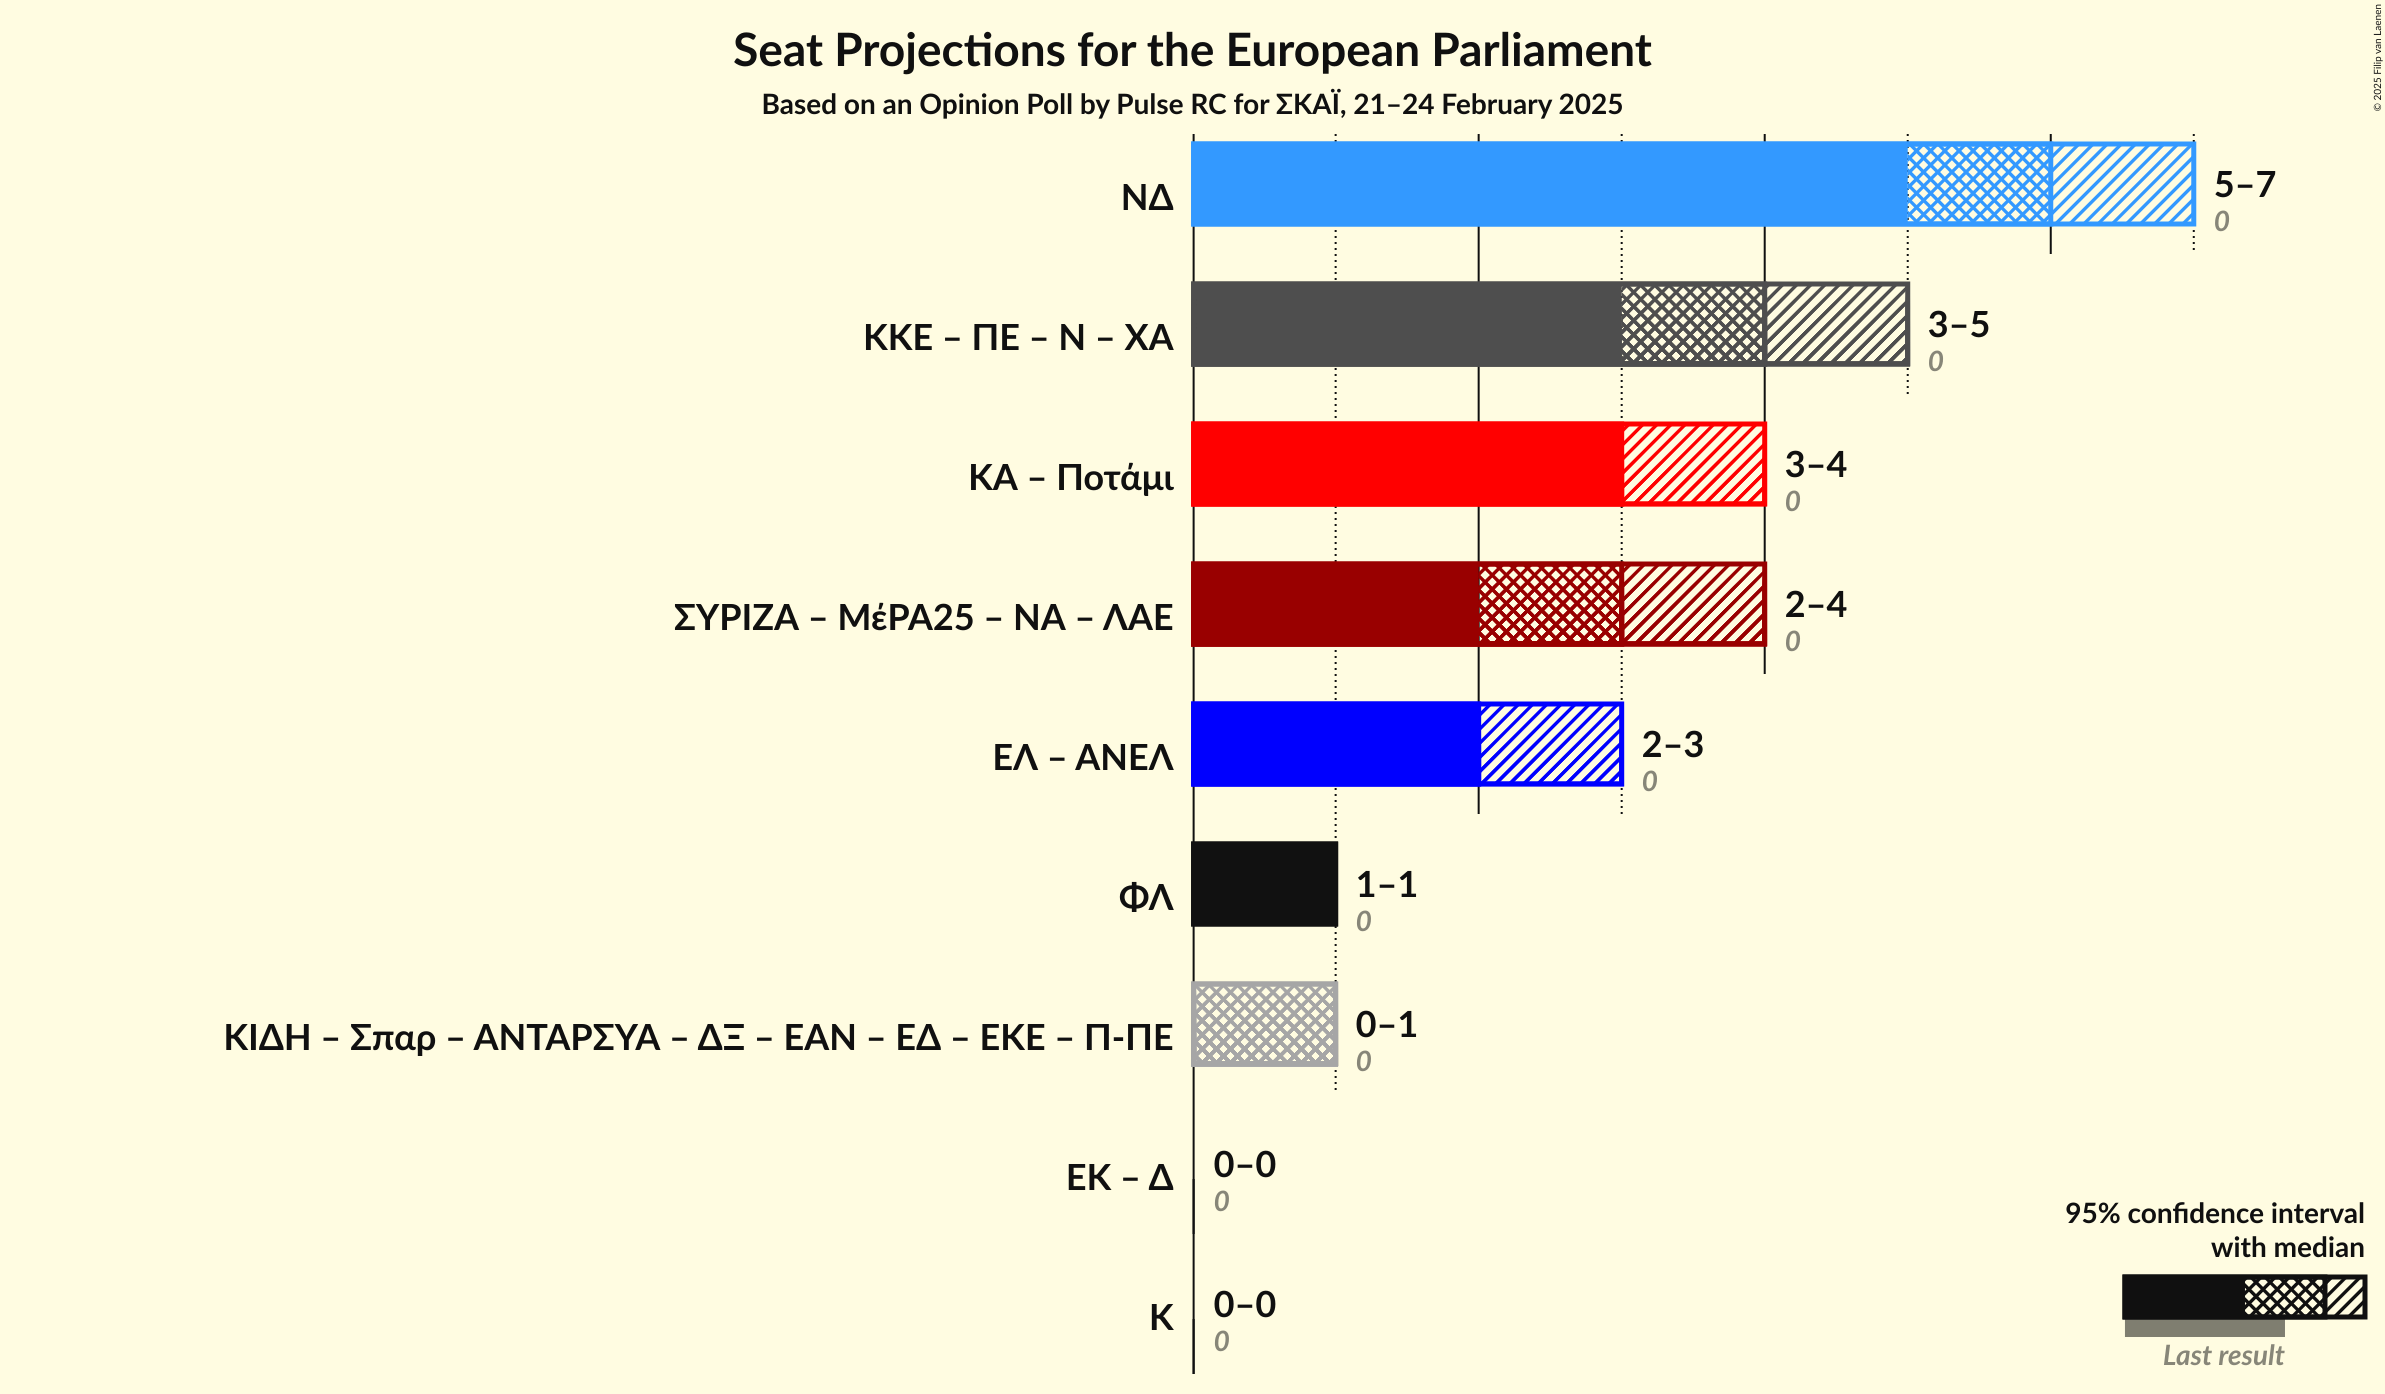 Seat Projections for the European Parliament
Based on an Opinion Poll by Pulse RC for ΣΚΑΪ, 21–24 February 2025
© 2025 Filip van Laenen
ΝΔ
5–7
0
ΚΚΕ – ΠΕ – Ν – ΧΑ
3–5
0
ΚΑ – Ποτάμι
3–4
0
ΣΥΡΙΖΑ – ΜέΡΑ25 – ΝΑ – ΛΑΕ
2–4
0
ΕΛ – ΑΝΕΛ
2–3
0
ΦΛ
1–1
0
ΚΙΔΗ – Σπαρ – ΑΝΤΑΡΣΥΑ – ΔΞ – ΕΑΝ – ΕΔ – ΕΚΕ – Π-ΠΕ
0–1
0
ΕΚ – Δ
0–0
0
Κ
0–0
0
95% confidence interval
with median
Last result